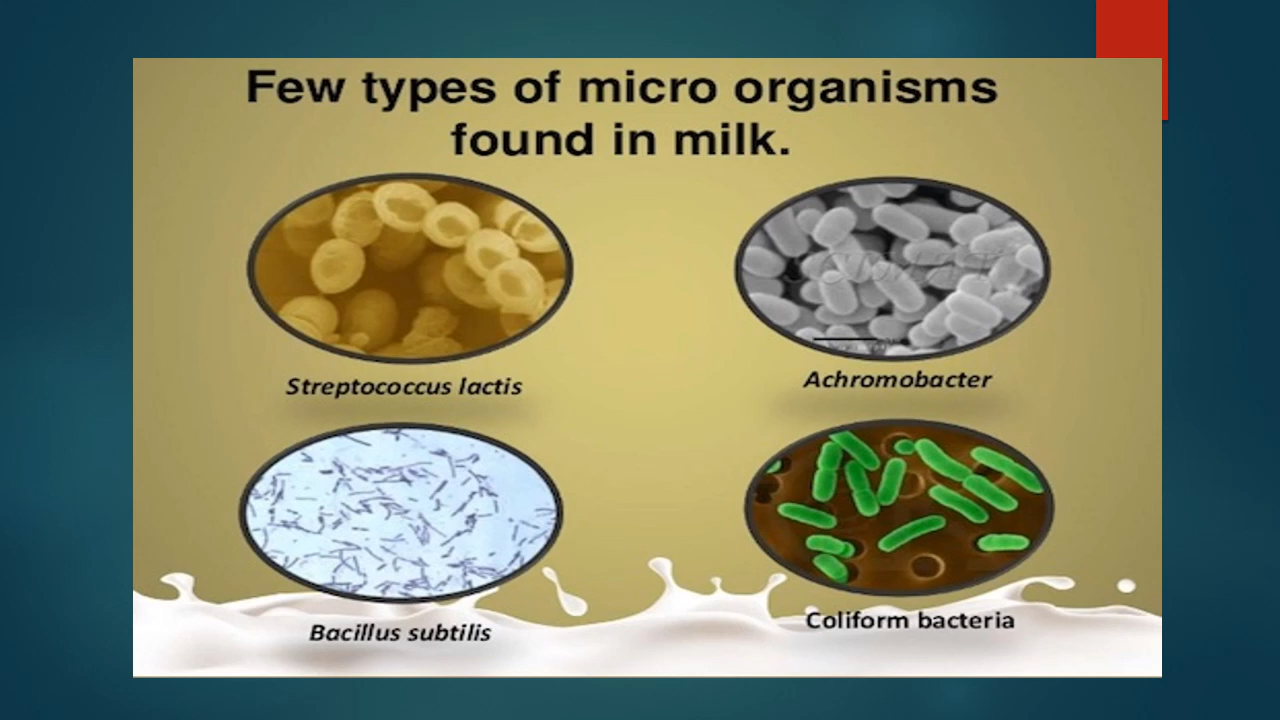 Few types of micro organisms
found in milk.
Streptococcus lactis
Achromobacter
Bacillus subtilis
Coliform bacteria